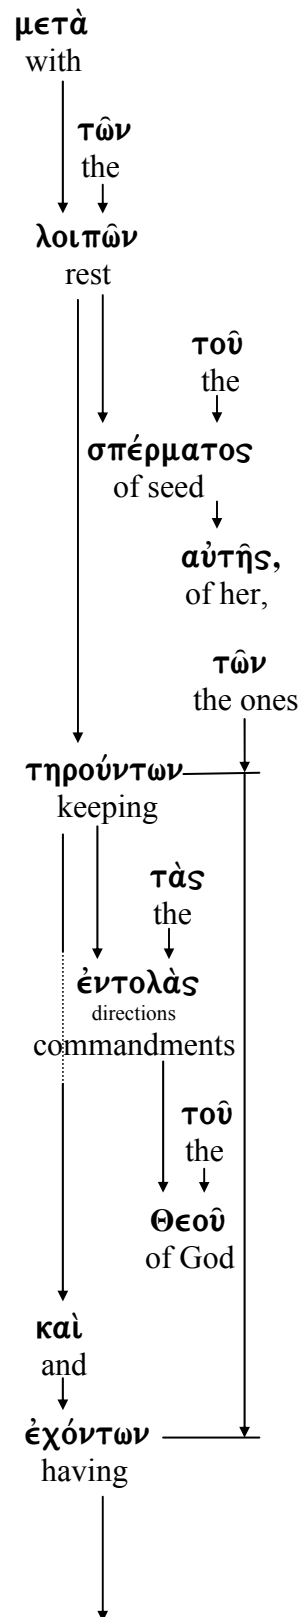 μετὰ
with
τῶν
the
λοιπῶν
rest
τοῦ
the
σπέρματος
of seed
αὐτῆς,
of her,
τῶν
the ones
τηρούντων
keeping
τὰς
the
ἐντολὰς
directions
commandments
τοῦ
the
Θεοῦ
of God
καὶ
and
ἐχόντων
having